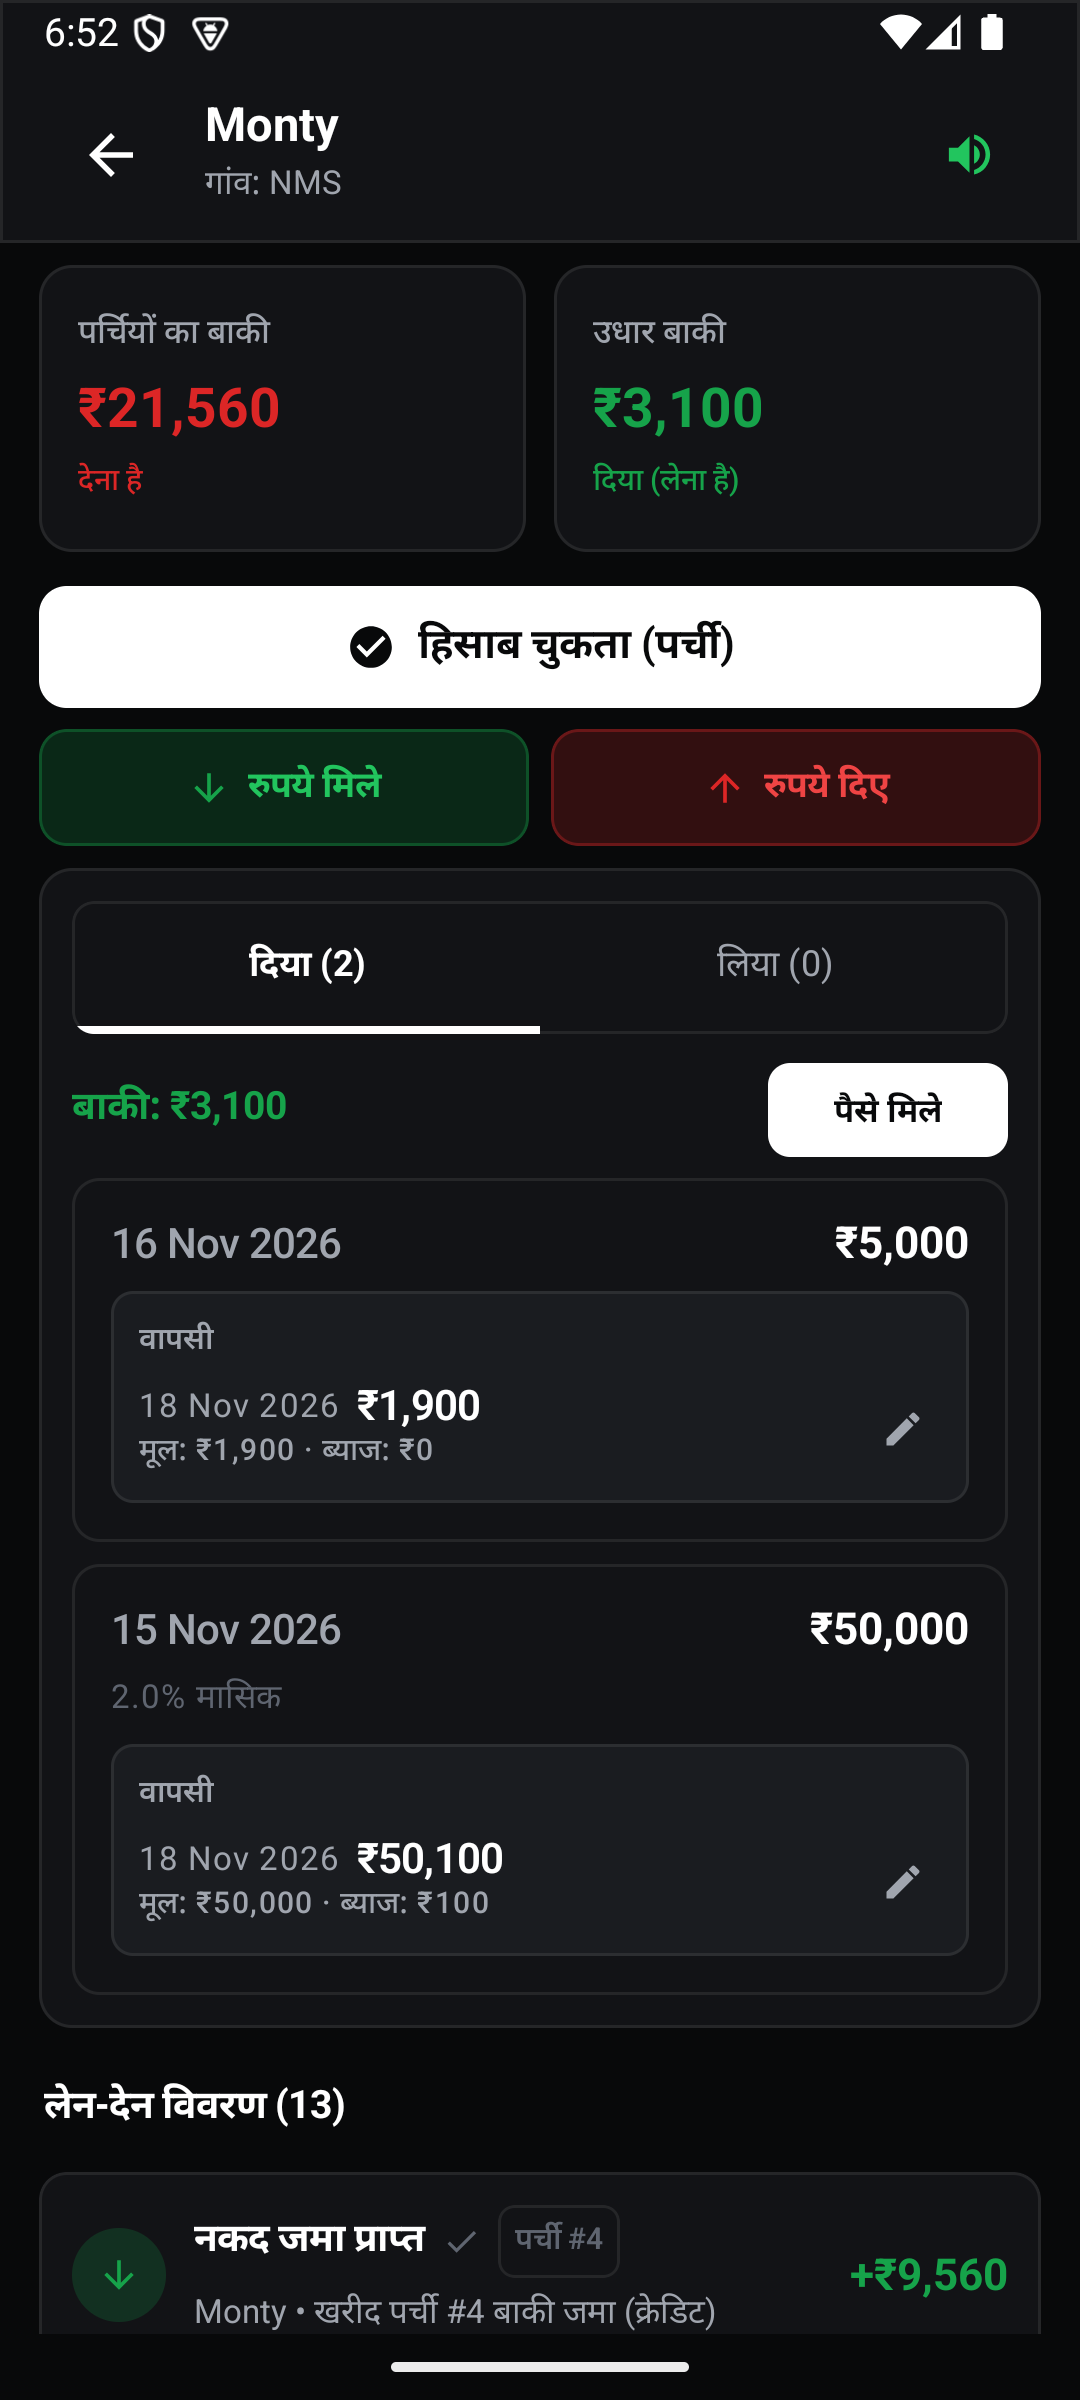 6:52
Monty
गांव: NMS
पर्चियों का बाकी
₹21,560
देना है
उधार बाकी
₹3,100
दिया (लेना है)
हिसाब चुकता (पर्ची)
रुपये मिले
रुपये दिए
दिया (2)
लिया (0)
बाकी: ₹3,100
पैसे मिले
16 Nov 2026
₹5,000
वापसी
18 Nov 2026 ₹1,900
मूल: ₹1,900 · ब्याज: ₹0
15 Nov 2026
₹50,000
2.0% मासिक
वापसी
18 Nov 2026 ₹50,100
मूल: ₹50,000 · ब्याज: ₹100
लेन-देन विवरण (13)
नकद जमा प्राप्त
पर्ची #4
+₹9,560
Monty • खरीद पर्ची #4 बाकी जमा (क्रेडिट)